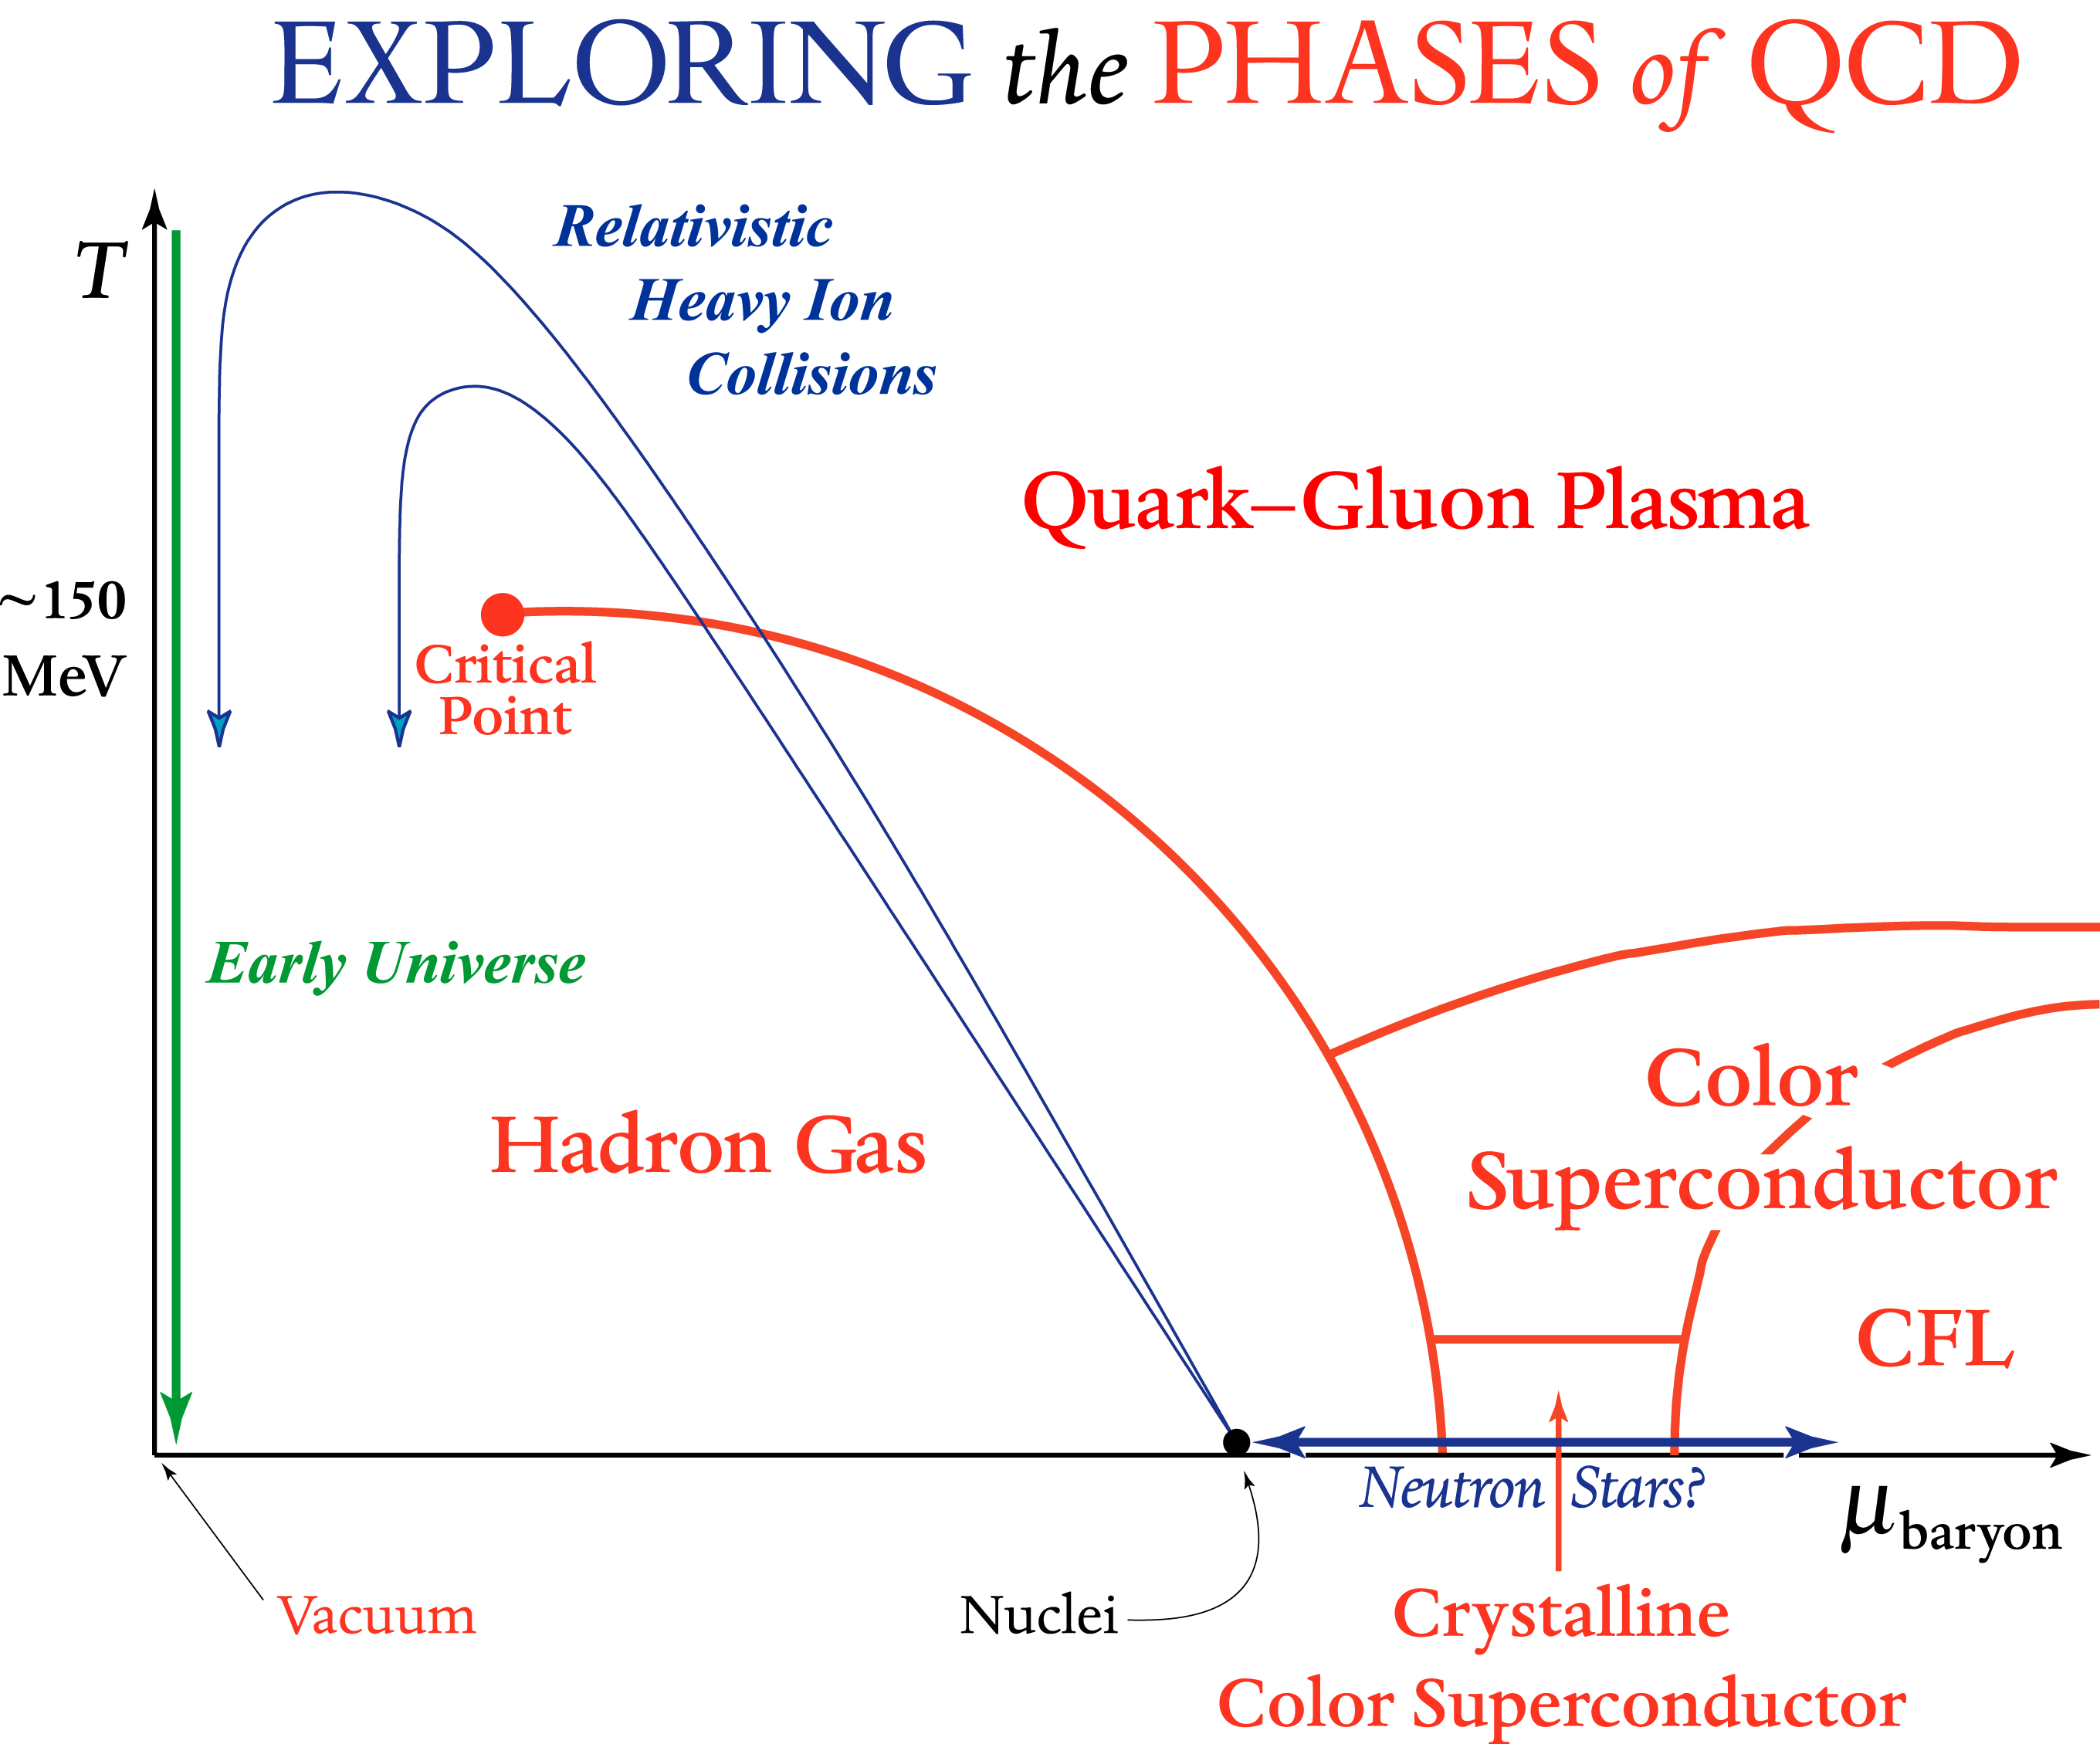 EXPLORING the PHASES of QCD
T
Relativistic
Heavy Ion
Collisions
Quark–Gluon Plasma
~150
MeV
Critical
Point
Early Universe
Hadron Gas
Color
Superconductor
CFL
Neutron Stars?
μbaryon
Vacuum
Nuclei
Crystalline
Color Superconductor